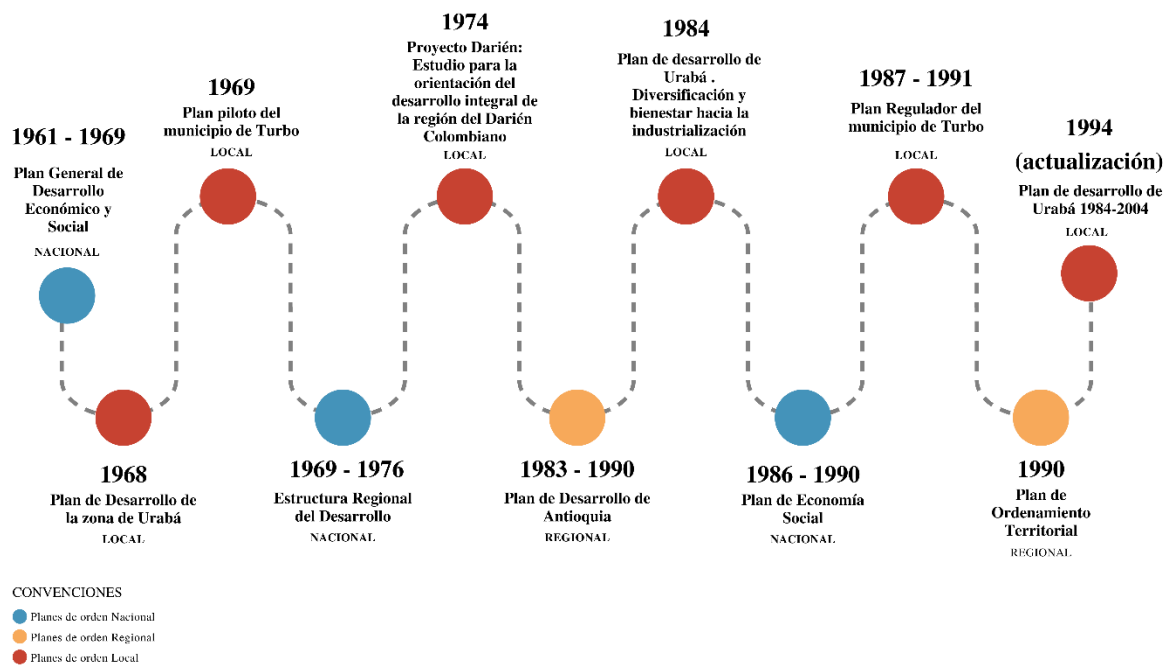 1961 - 1969
Plan General de
Desarrollo
Económico y
Social
NACIONAL
1968
Plan de Desarrollo de
la zona de Urabá
LOCAL
1969
Plan piloto del
municipio de Turbo
LOCAL
1969 - 1976
Estructura Regional
del Desarrollo
NACIONAL
1974
Proyecto Darién:
Estudio para la
orientación del
desarrollo integral de
la región del Darién
Colombiano
LOCAL
1983 - 1990
Plan de Desarrollo de
Antioquia
REGIONAL
1984
Plan de desarrollo de
Urabá .
Diversificación y
bienestar hacia la
industrialización
LOCAL
1986 - 1990
Plan de Economía
Social
NACIONAL
1987 - 1991
Plan Regulador del
municipio de Turbo
LOCAL
1990
Plan de
Ordenamiento
Territorial
REGIONAL
1994
(actualización)
Plan de desarrollo de
Urabá 1984-2004
LOCAL
CONVENCIONES
Planes de orden Nacional
Planes de orden Regional
Planes de orden Local